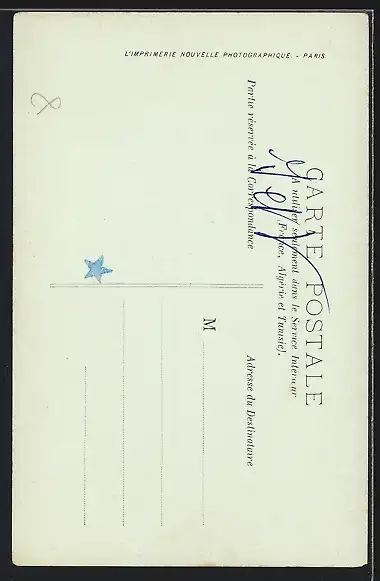 CARTE POSTALE
(A utiliser seulement dans le Service Intérieur
(France, Algérie et Tunisie).
Partie réservée à la Correspondance
Adresse du Destinataire
M
L'IMPRIMERIE NOUVELLE PHOTOGRAPHIQUE. - PARIS.